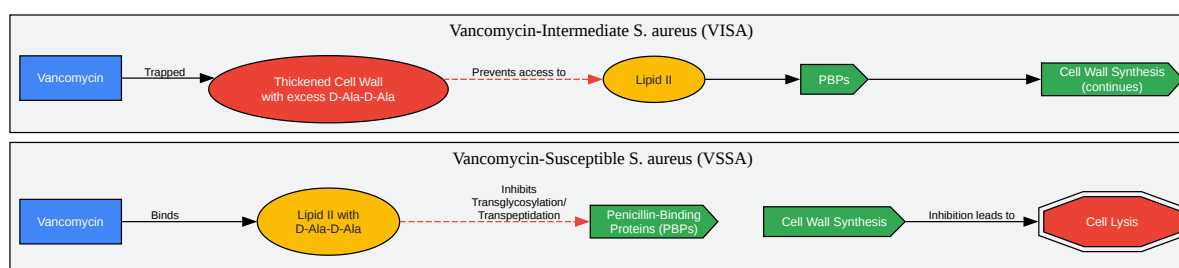 Vancomycin-Intermediate S. aureus (VISA)
Vancomycin
Trapped
Thickened Cell Wall
with excess D-Ala-D-Ala
Prevents access to
Lipid II
PBPs
Cell Wall Synthesis
(continues)
Vancomycin-Susceptible S. aureus (VSSA)
Vancomycin
Binds
Lipid II with
D-Ala-D-Ala
Inhibits
Transglycosylation/
Transpeptidation
Penicillin-Binding
Proteins (PBPs)
Cell Wall Synthesis
Inhibition leads to
Cell Lysis